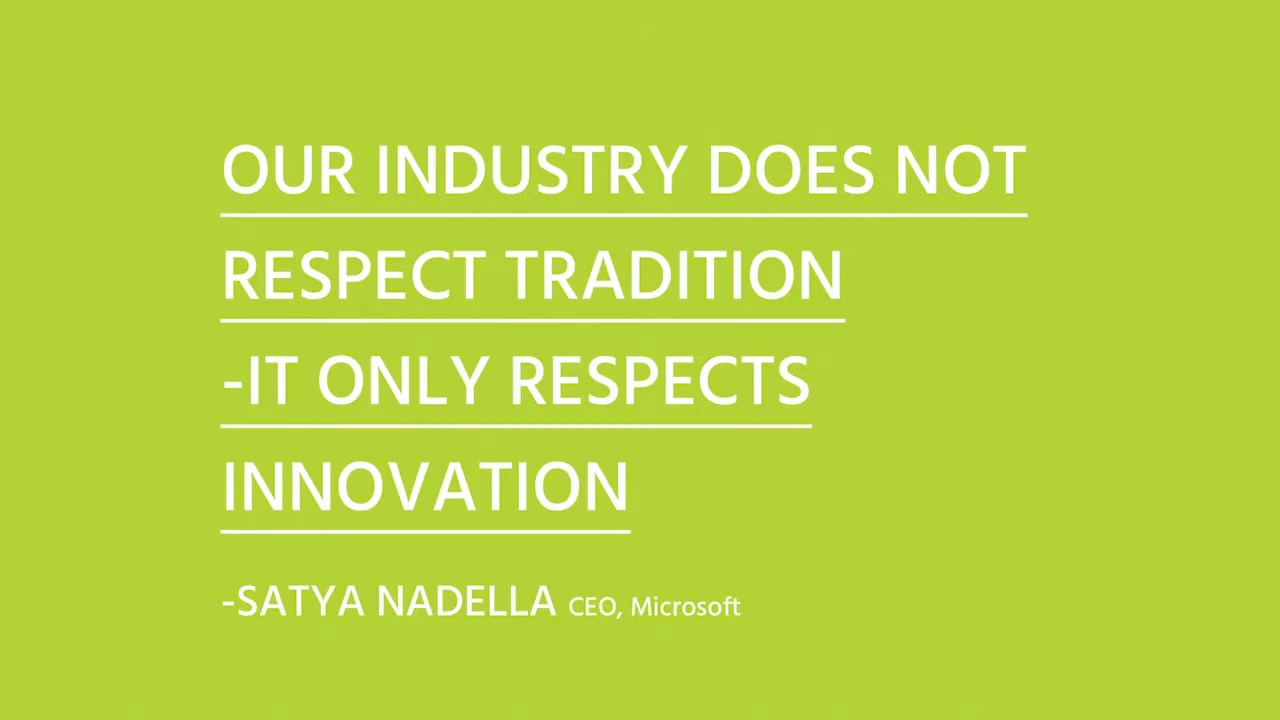 OUR INDUSTRY DOES NOT
RESPECT TRADITION
-IT ONLY RESPECTS
INNOVATION
-SATYA NADELLA CEO, Microsoft